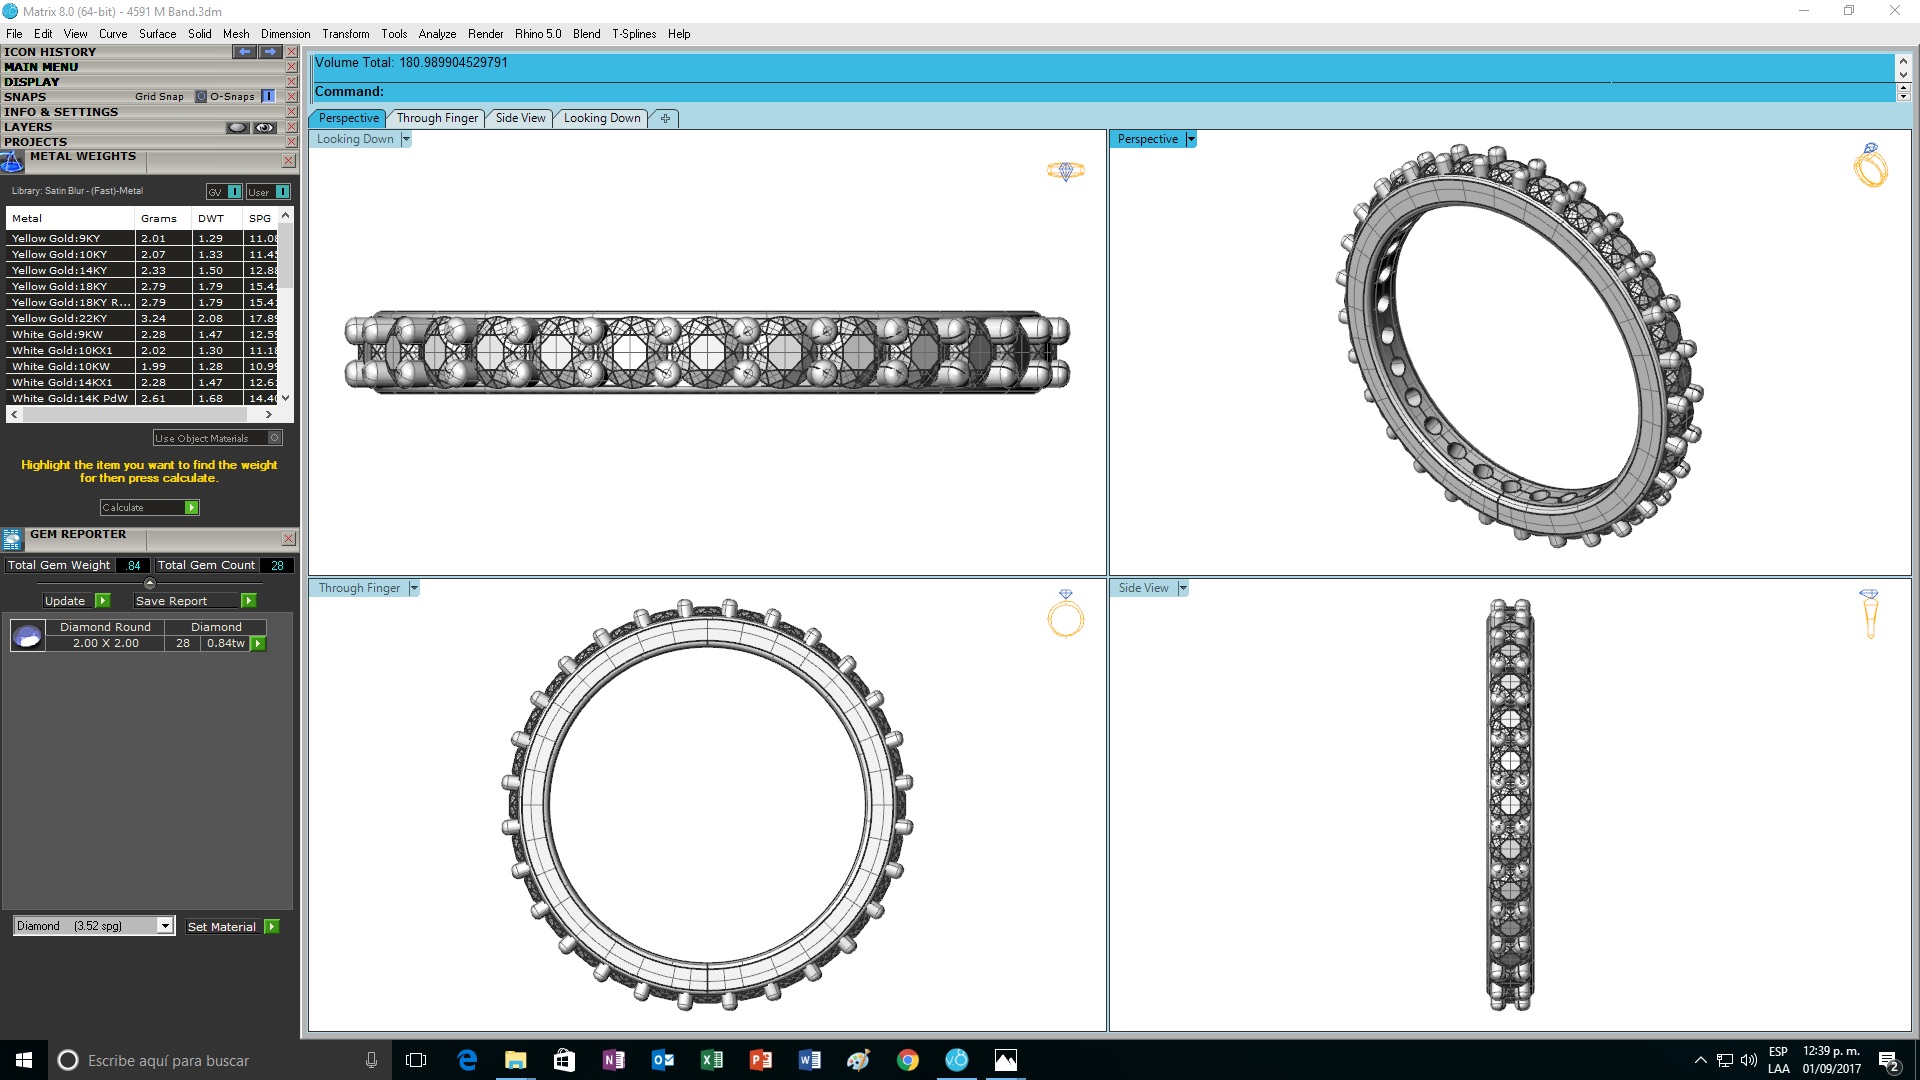 Matrix 8.0 (64-bit) - 4591 M Band.3dm
File Edit View Curve Surface Solid Mesh Dimension Transform Tools Analyze Render Rhino 5.0 Blend T-Splines Help
ICON HISTORY
MAIN MENU
DISPLAY
SNAPS Grid Snap O-Snaps
INFO & SETTINGS
LAYERS
PROJECTS
METAL WEIGHTS
Library: Satin Blur - (Fast)-Metal GV User
Metal Grams DWT SPG
Yellow Gold:9KY 2.01 1.29 11.08
Yellow Gold:10KY 2.07 1.33 11.4
Yellow Gold:14KY 2.33 1.50 12.88
Yellow Gold:18KY 2.79 1.79 15.4
Yellow Gold:18KY R... 2.79 1.79 15.4
Yellow Gold:22KY 3.24 2.08 17.8
White Gold:9KW 2.28 1.47 12.5
White Gold:10KX1 2.02 1.30 11.1
White Gold:10KW 1.99 1.28 10.9
White Gold:14KX1 2.28 1.47 12.6
White Gold:14K PdW 2.61 1.68 14.4
Use Object Materials
Highlight the item you want to find the weight
for then press calculate.
Calculate
GEM REPORTER
Total Gem Weight .84 Total Gem Count 28
Update Save Report
Diamond Round Diamond
2.00 X 2.00 28 0.84tw
Diamond (3.52 spg) Set Material
Volume Total: 180.989904529791
Command:
Perspective Through Finger Side View Looking Down
Looking Down
Perspective
Through Finger
Side View
Escribe aquí para buscar
ESP
LAA
12:39 p. m.
01/09/2017
2